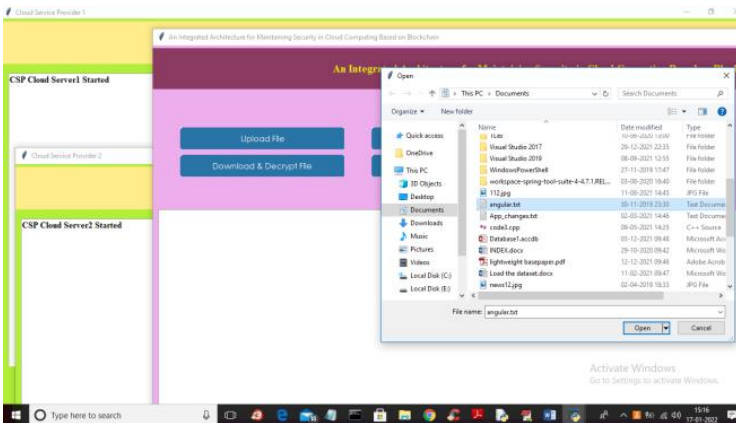 Cloud Service Provider 1
An Integrated Architecture for Maintaining Security in Cloud Computing Based on Blockchain
An Integr
CSP Cloud Server1 Started
Open
This PC > Documents
Search Documents
Organize
New folder
Name
Date modified
Type
Quick access
OneDrive
This PC
3D Objects
Desktop
Documents
Downloads
Music
Pictures
Videos
Local Disk (C:)
Local Disk (E:)
Visual Studio 2017 29-12-2021 22:35 File folder
Visual Studio 2019 08-09-2021 12:55 File folder
WindowsPowerShell 27-11-2019 13:47 File folder
workspace-spring-tool-suite-4-4.7.1.REL... 03-06-2020 16:40 File folder
112.jpg 11-06-2021 14:45 JPG File
angular.txt 30-11-2019 23:30 Text Docume
App_changes.txt 02-03-2021 14:46 Text Docume
code3.cpp 09-05-2021 14:25 C++ Source
Database1.accdb 03-12-2021 09:48 Microsoft Acc
INDEX.docx 29-10-2020 09:42 Microsoft Wo
lightweight basepaper.pdf 12-12-2021 09:46 Adobe Acrob
Load the dataset.docx 11-02-2021 09:47 Microsoft Wo
news12.jpg 02-04-2019 18:33 JPG File
File name: angular.txt
Open
Cancel
Upload File
Download & Decrypt File
Cloud Service Provider 2
CSP Cloud Server2 Started
Activate Windows
Go to Settings to activate Windows.
Type here to search
15:16
17-01-2022